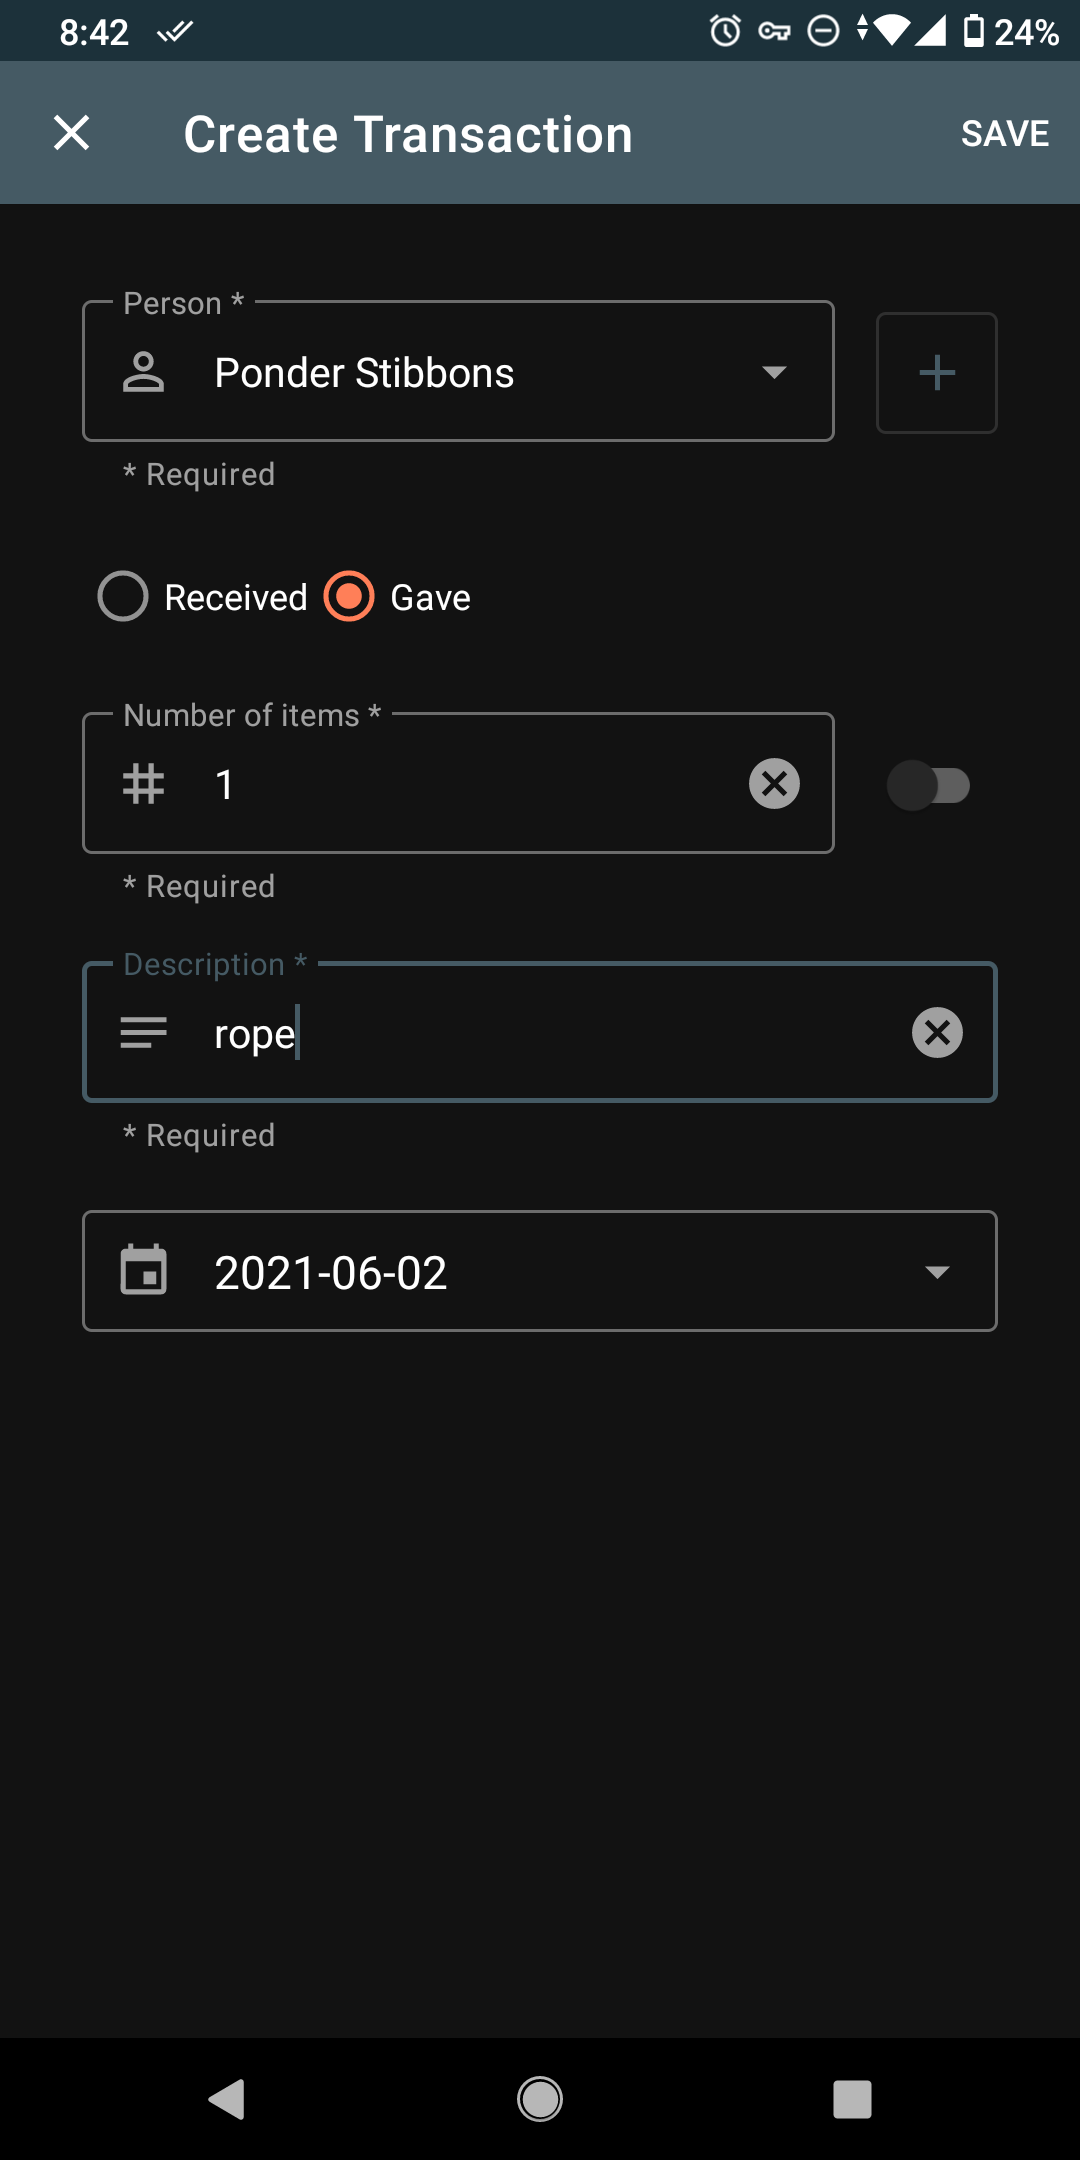 8:42 24%
Create Transaction SAVE
Person *
Ponder Stibbons
* Required
Received Gave
Number of items *
1
* Required
Description *
rope
* Required
2021-06-02